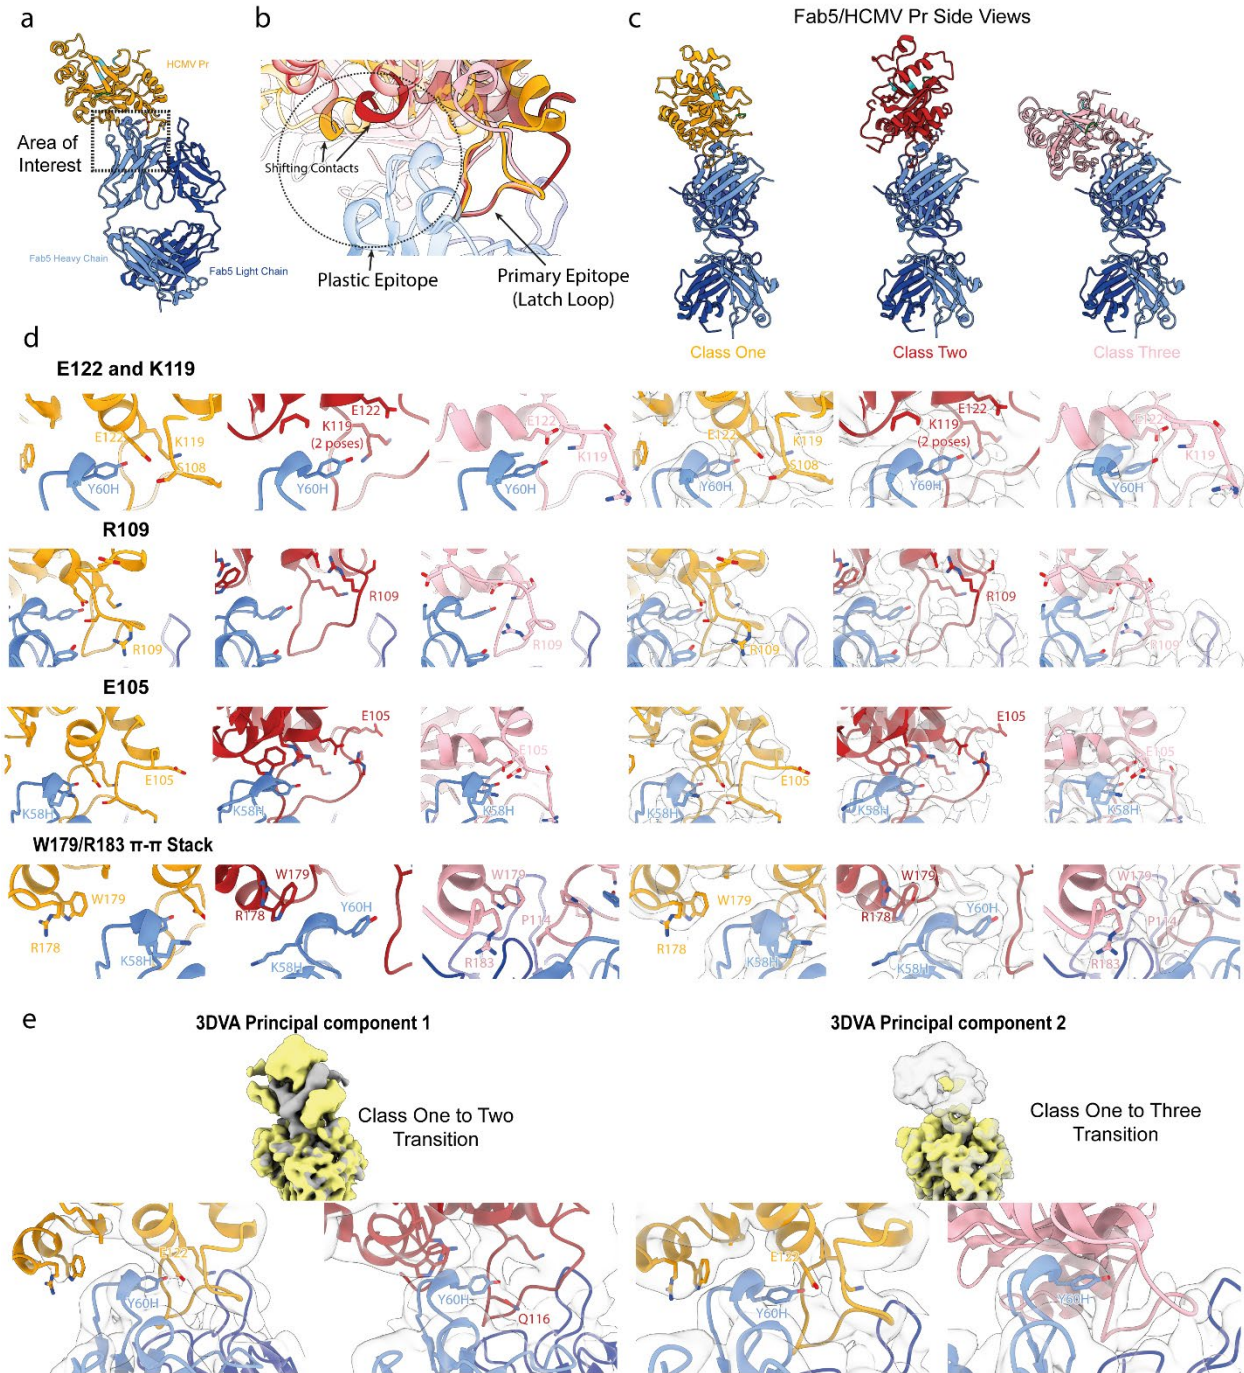 a
HCMV Pr
Area of
Interest
Fab5 Heavy Chain
Fab5 Light Chain
b
Shifting Contacts
Plastic Epitope
Primary Epitope
(Latch Loop)
c
Fab5/HCMV Pr Side Views
Class One
Class Two
Class Three
d
E122 and K119
E122
K119
S108
Y60H
E122
K119
(2 poses)
Y60H
E122
K119
Y60H
E122
K119
S108
Y60H
E122
K119
(2 poses)
Y60H
E122
K119
Y60H
R109
R109
R109
R109
R109
R109
R109
E105
E105
K58H
E105
K58H
E105
K58H
E105
K58H
E105
K58H
E105
K58H
W179/R183 π-π Stack
W179
R178
K58H
W179
R178
Y60H
K58H
W179
P114
R183
W179
R178
K58H
W179
R178
Y60H
K58H
W179
P114
R183
e
3DVA Principal component 1
Class One to Two
Transition
3DVA Principal component 2
Class One to Three
Transition
E122
Y60H
Y60H
Q116
E122
Y60H
Y60H